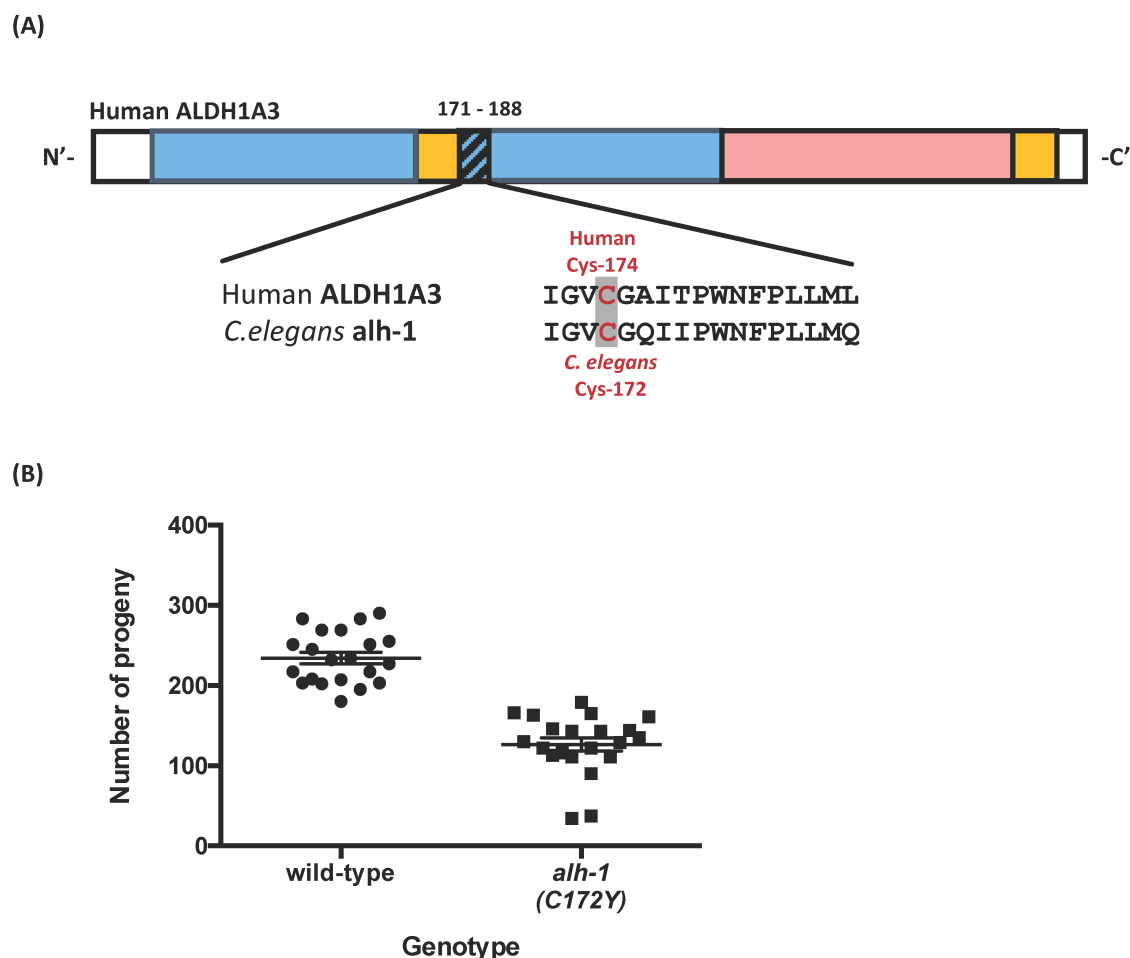 (A)
Human ALDH1A3
171 - 188
N'-
-C'
Human
Cys-174
Human ALDH1A3
IGVCGAITPWNFPLLML
C.elegans alh-1
IGVCGQIIPWNFPLLMQ
C. elegans
Cys-172
(B)
Number of progeny
400
300
200
100
0
wild-type
alh-1
(C172Y)
Genotype